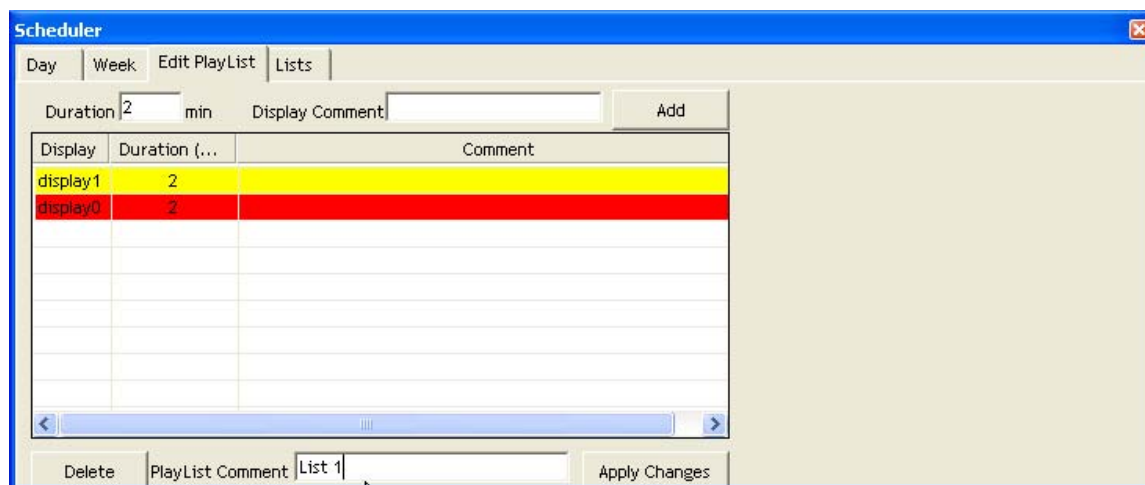 Scheduler
Day Week Edit PlayList Lists
Duration 2 min Display Comment Add
Display Duration (... Comment
display1 2
display0 2
Delete PlayList Comment List 1 Apply Changes